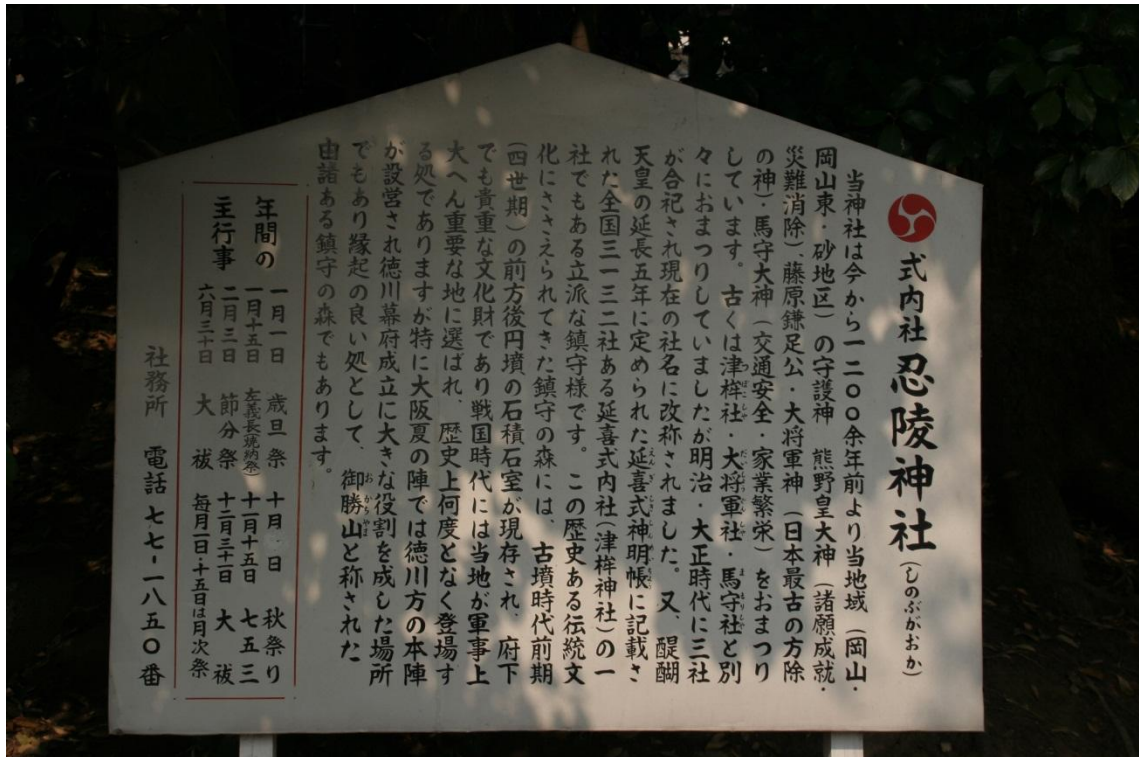 式内社 忍陵神社(しのぶがおか)
当神社は今から一二〇〇余年前より当地域(岡山・
岡山東・砂地区)の守護神 熊野皇大神(諸願成就・
災難消除)、藤原鎌足公・大将軍神(日本最古の方除
の神)・馬守大神(交通安全・家業繁栄)をおまつり
しています。古くは津桙社・大将軍社・馬守社と別
々におまつりしていましたが明治・大正時代に三社
が合祀され現在の社名に改称されました。又、醍醐
天皇の延長五年に定められた延喜式神明帳に記載さ
れた全国三一三二社ある延喜式内社(津桙神社)の一
社でもある立派な鎮守様です。この歴史ある伝統文
化にささえられてきた鎮守の森には、古墳時代前期
(四世期)の前方後円墳の石積石室が現存され、府下
でも貴重な文化財であり戦国時代には当地が軍事上
大へん重要な地に選ばれ、歴史上何度となく登場す
る処でありますが特に大阪夏の陣では徳川方の本陣
が設営され徳川幕府成立に大きな役割を成した場所
でもあり縁起の良い処として、御勝山と称された
由諸ある鎮守の森でもあります。
年間の
主行事
一月一日 歳旦祭 十月・日 秋祭り
一月十五日 左義長焼納祭) 十一月十五日 七五三
二月三日 節分祭 十二月三十一日 大祓
六月三十日 大祓 毎月一日・十五日は月次祭
社務所 電話 七七-一八五〇番